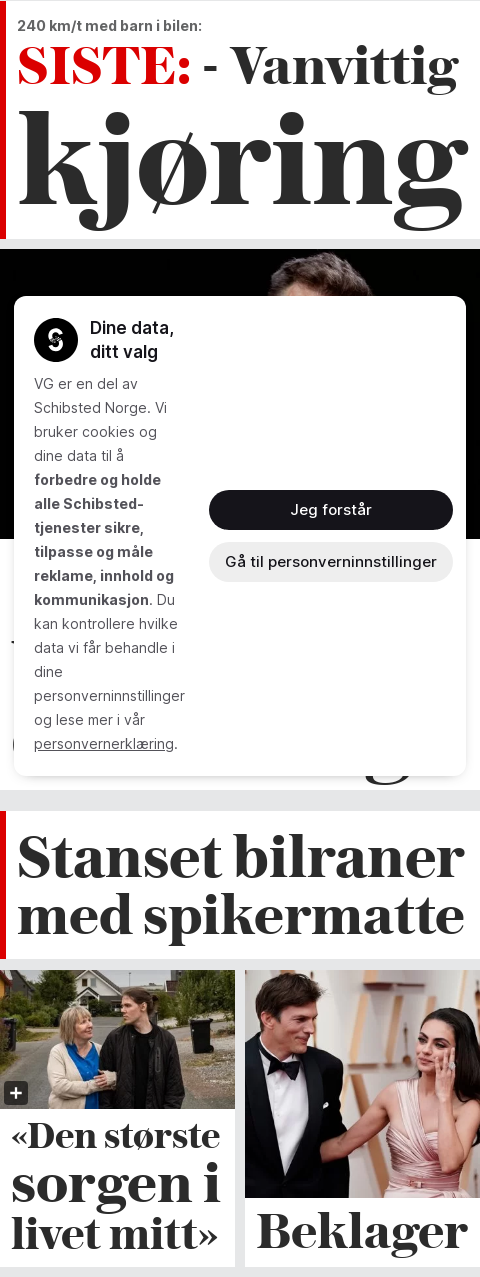 240 km/t med barn i bilen:
SISTE: - Vanvittig
kjøring
Dine data,
ditt valg
VG er en del av
Schibsted Norge. Vi
bruker cookies og
dine data til å
forbedre og holde
alle Schibsted-
tjenester sikre,
tilpasse og måle
reklame, innhold og
kommunikasjon. Du
kan kontrollere hvilke
data vi får behandle i
dine
personverninnstillinger
og lese mer i vår
personvernerklæring.
Jeg forstår
Gå til personverninnstillinger
Stanset bilraner
med spikermatte
«Den største
sorgen i
livet mitt»
Beklager